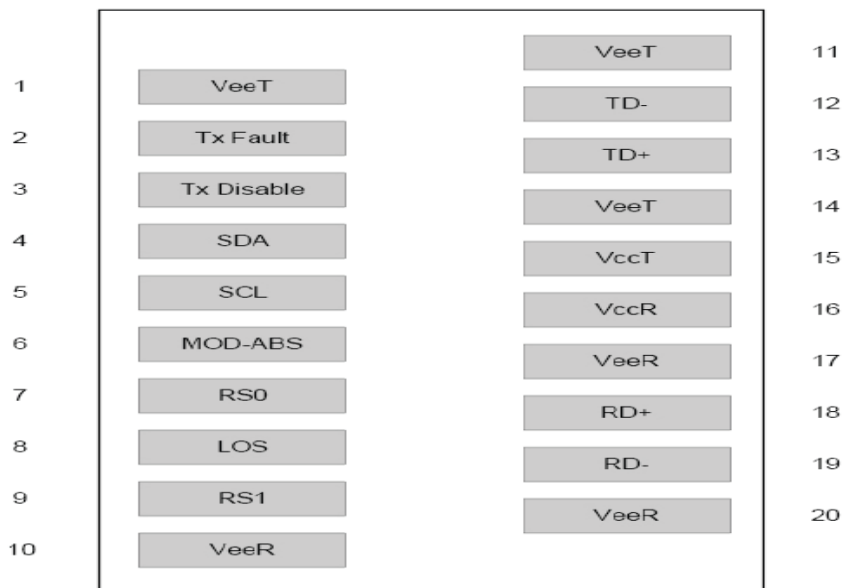 VeeT 11
1 VeeT
TD- 12
2 Tx Fault
TD+ 13
3 Tx Disable
VeeT 14
4 SDA
VccT 15
5 SCL
VccR 16
6 MOD-ABS
VeeR 17
7 RS0
RD+ 18
8 LOS
RD- 19
9 RS1
VeeR 20
10 VeeR